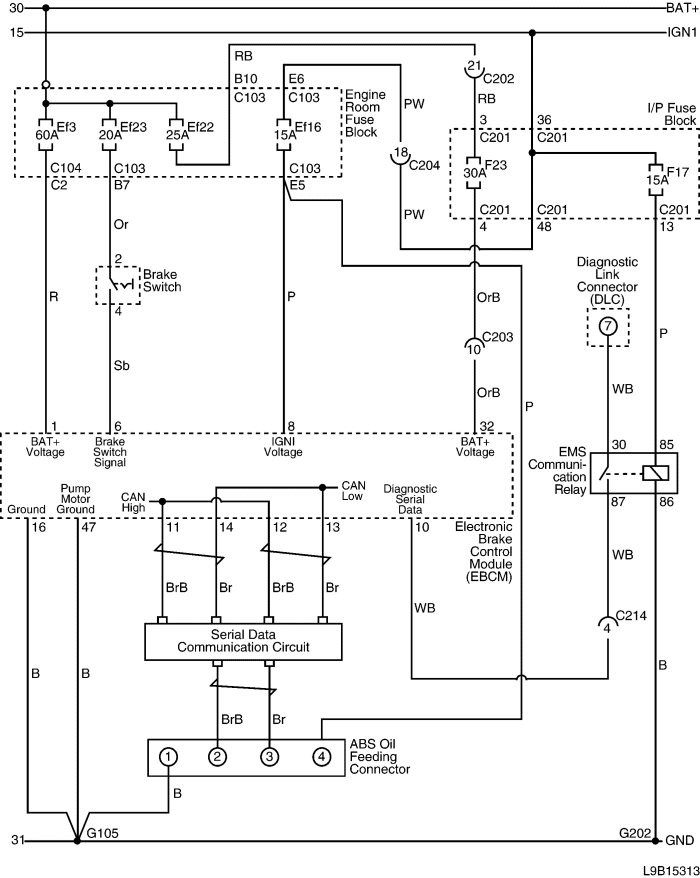 30 BAT+
15 IGN1
RB
21 C202
B10 E6
C103 C103
Engine
Room
Fuse
Block
PW
RB
I/P Fuse
Block
3 36
C201 C201
Ef3
60A
Ef23
20A
Ef22
25A
Ef16
15A
18 C204
F23
30A
F17
15A
C104 C103 C103
C2 B7 E5
C201 C201 C201
4 48 13
PW
Or
Diagnostic
Link
Connector
(DLC)
2
Brake
Switch
4
R P OrB
7
P
C203
10
Sb
OrB
WB
P
1 6 8 32
BAT+
Voltage
Brake
Switch
Signal
IGNI
Voltage
BAT+
Voltage
30 85
EMS
Communi-
cation
Relay
87 86
Ground
Pump
Motor
Ground
CAN
High
CAN
Low
Diagnostic
Serial
Data
16 47 11 14 12 13 10
Electronic
Brake
Control
Module
(EBCM)
WB
BrB Br BrB Br
WB
C214
4
Serial Data
Communication Circuit
B B
B
BrB Br
1 2 3 4
ABS Oil
Feeding
Connector
B
31 G105 G202 GND
L9B15313